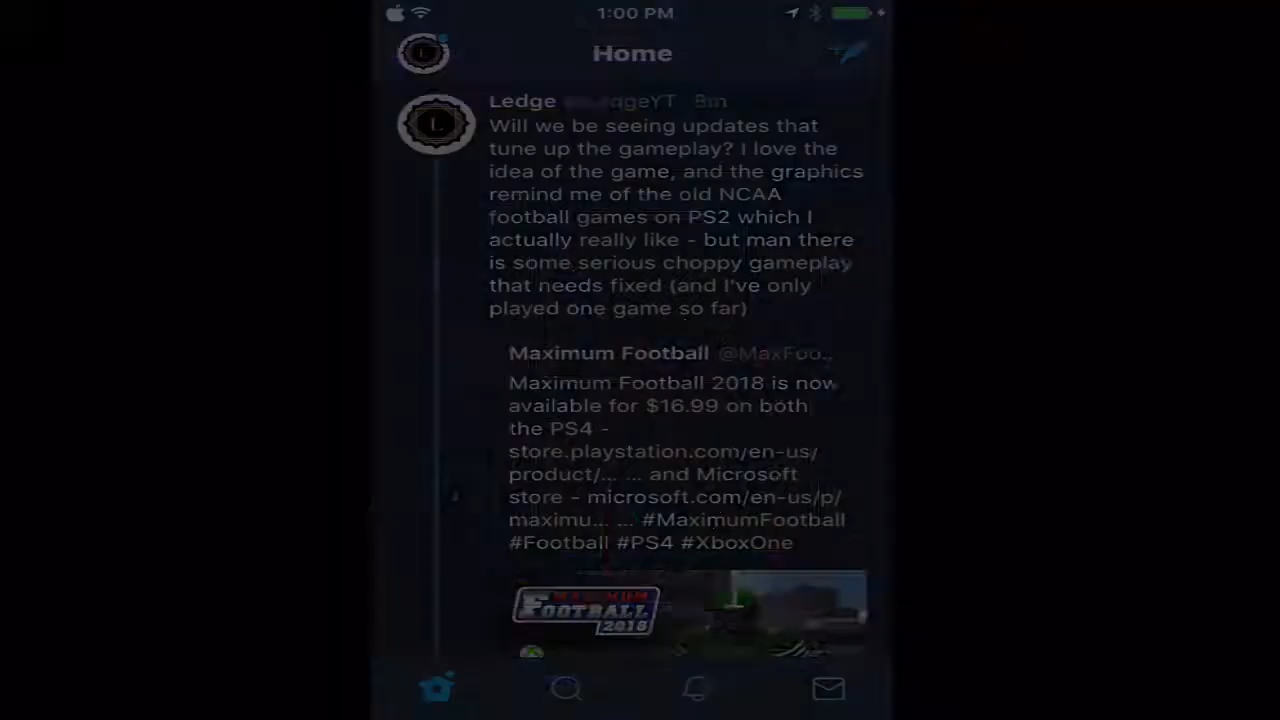 1:00 PM
Home
Ledge 8m
Will we be seeing updates that
tune up the gameplay? I love the
idea of the game, and the graphics
remind me of the old NCAA
football games on PS2 which I
actually really like - but man there
is some serious choppy gameplay
that needs fixed (and I've only
played one game so far)
Maximum Football @MaxFoo..
Maximum Football 2018 is now
available for $16.99 on both
the PS4 -
store.playstation.com/en-us/
product/... ... and Microsoft
store - microsoft.com/en-us/p/
maximu... ... #MaximumFootball
#Football #PS4 #XboxOne
MAXIMUM
FOOTBALL
2018